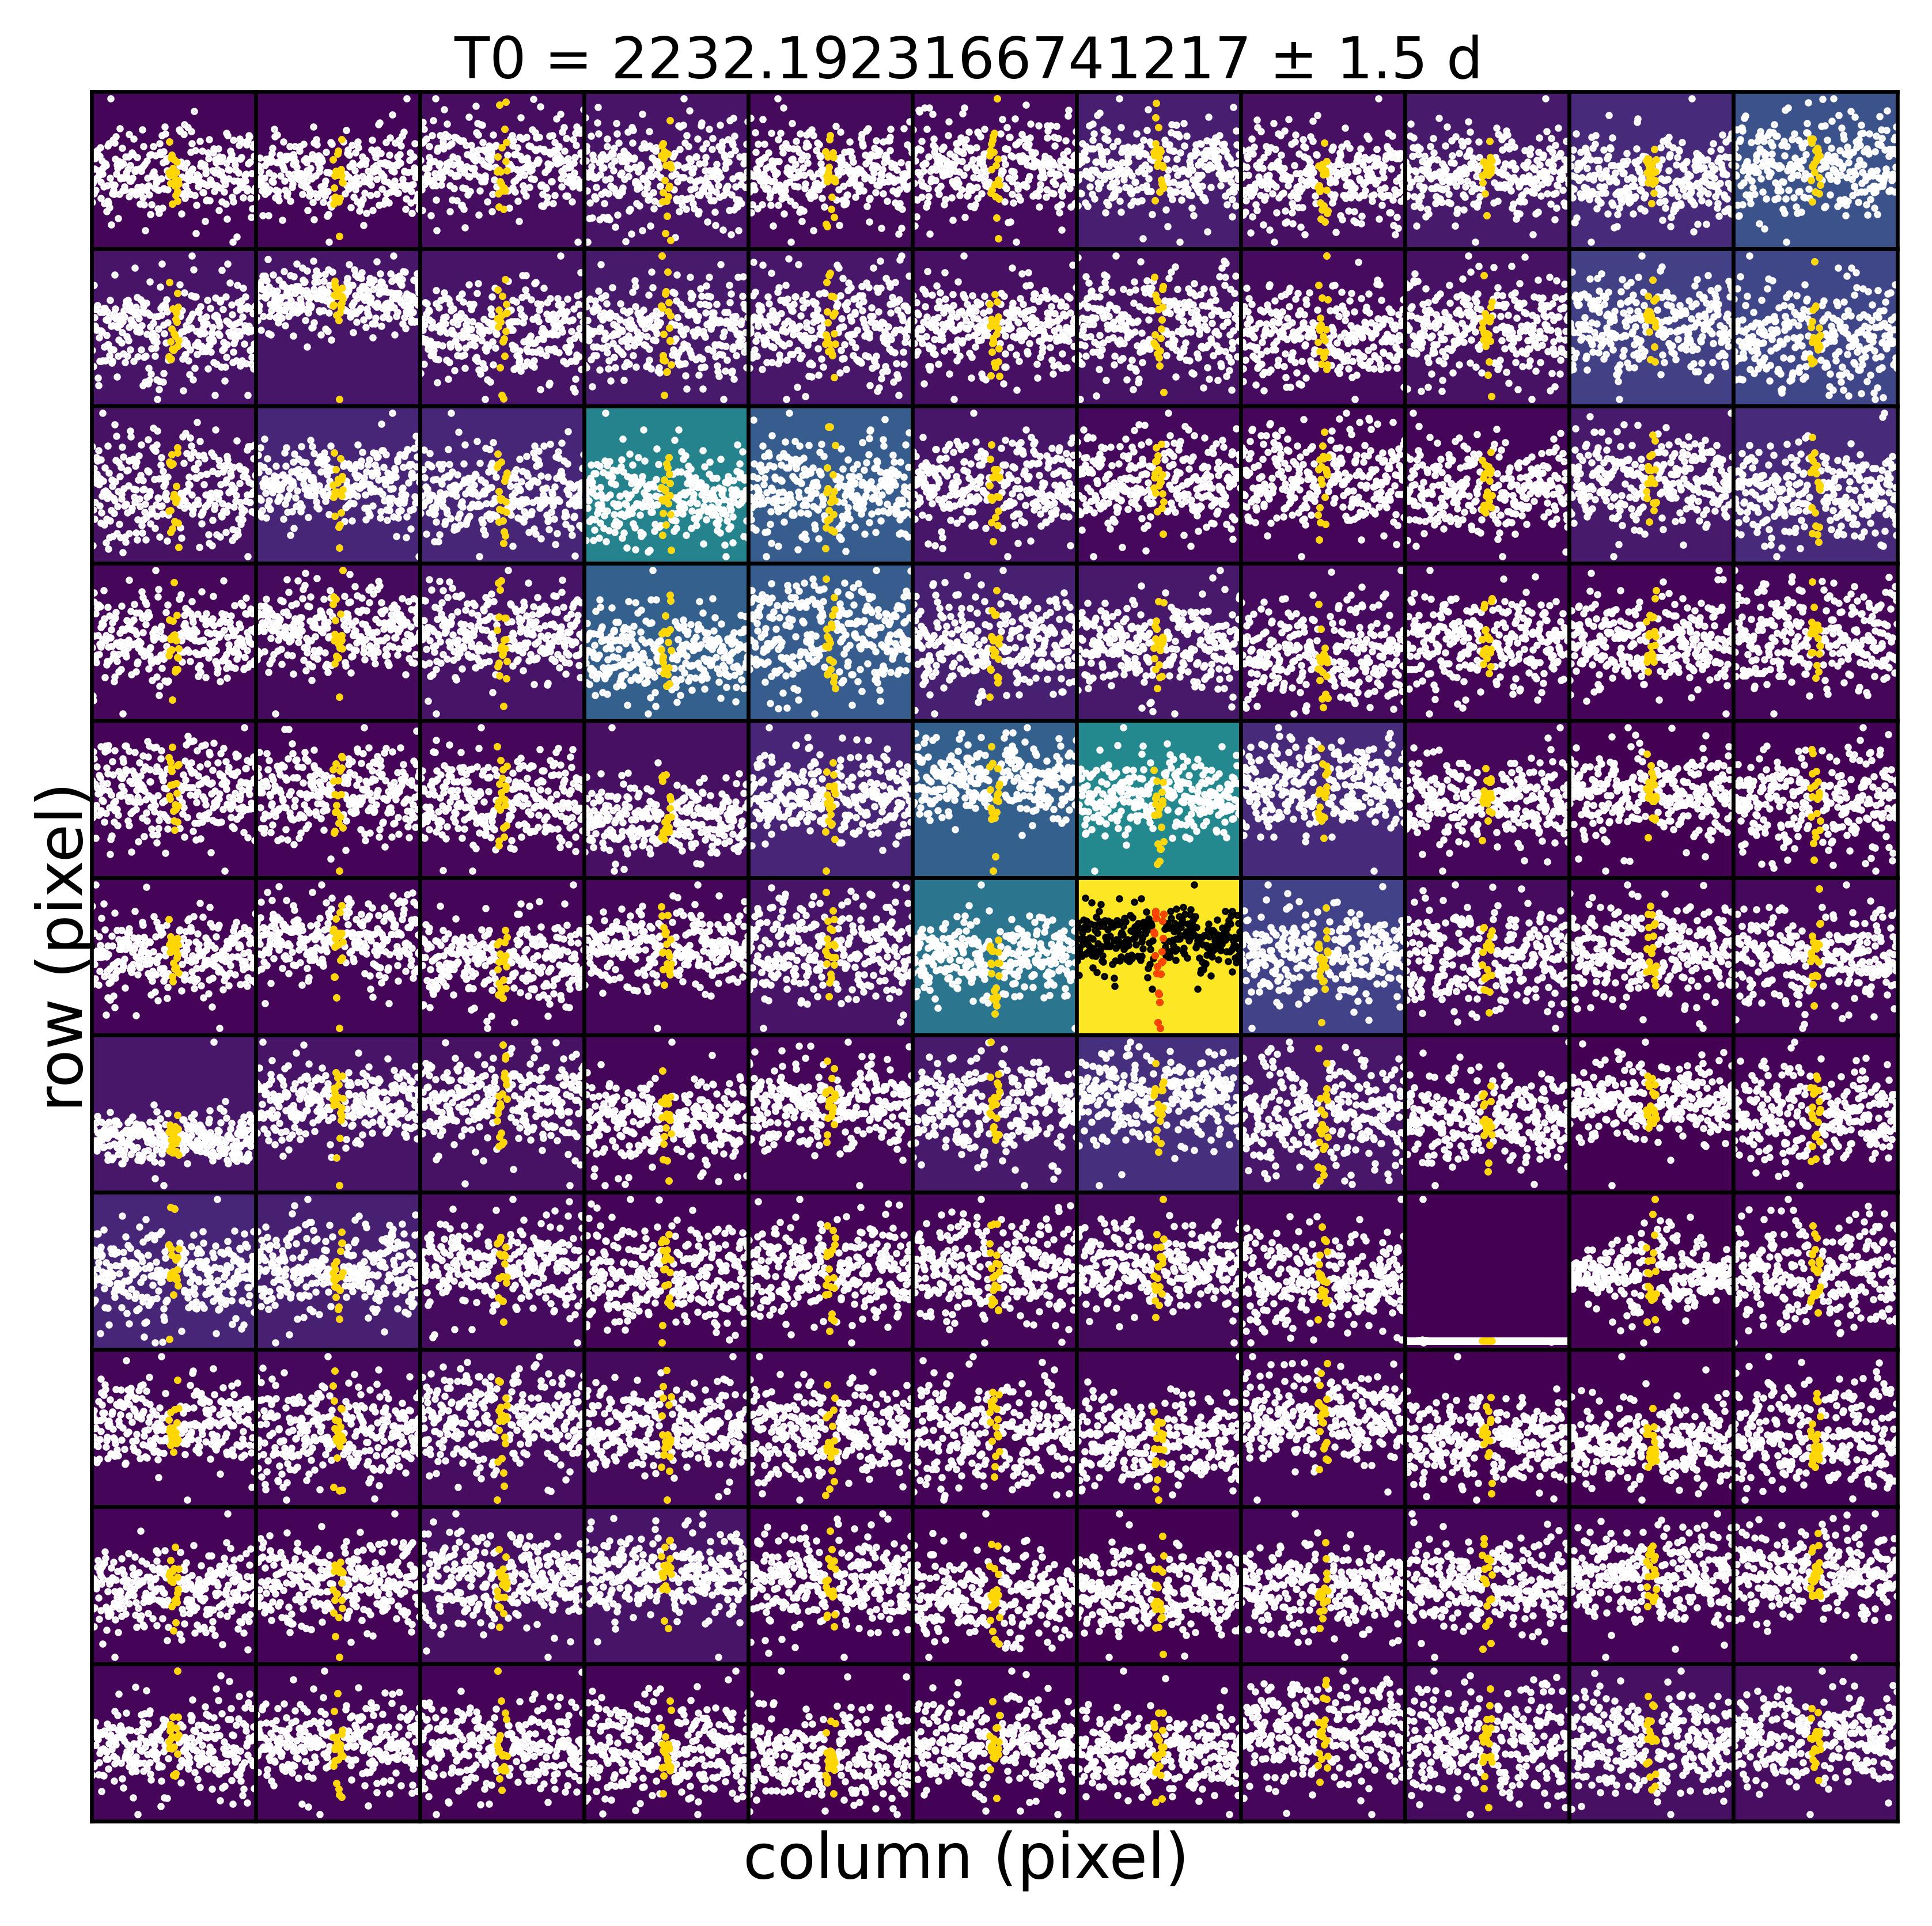 T0 = 2232.1923166741217 ± 1.5 d
row (pixel)
column (pixel)